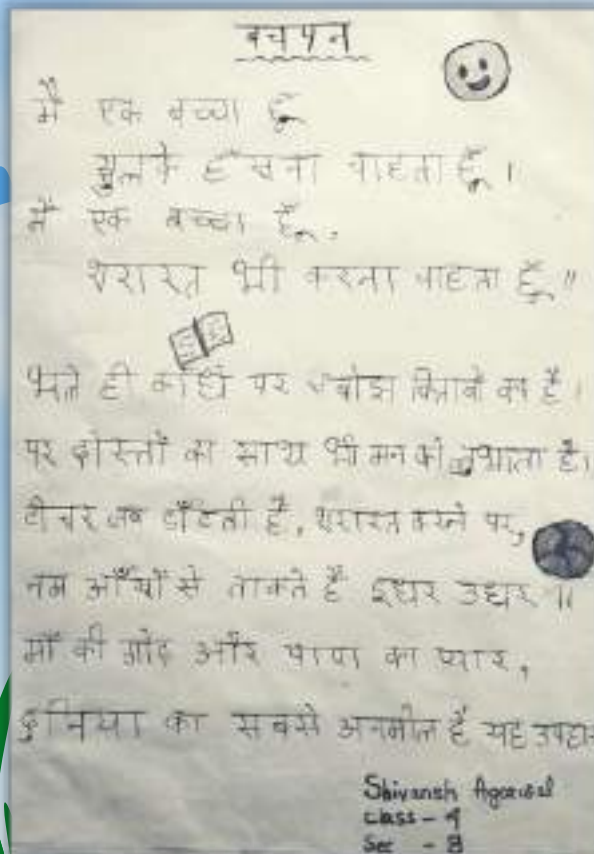 बचपन
मैं एक बच्चा हूँ
खुलके हँसना चाहता हूँ।
मैं एक बच्चा हूँ,
शरारत भी करना चाहता हूँ॥
भले ही काँधे पर बोझ किताबों का है।
पर दोस्तों का साथ भी मन को लुभाता है।
टीचर जब डाँटती है, शरारत करने पर,
नम आँखों से ताकते है इधर उधर॥
माँ की गोद और पापा का प्यार,
दुनिया का सबसे अनमोल है यह उपहार
Shivansh Agarwal
class - 4
Sec - B